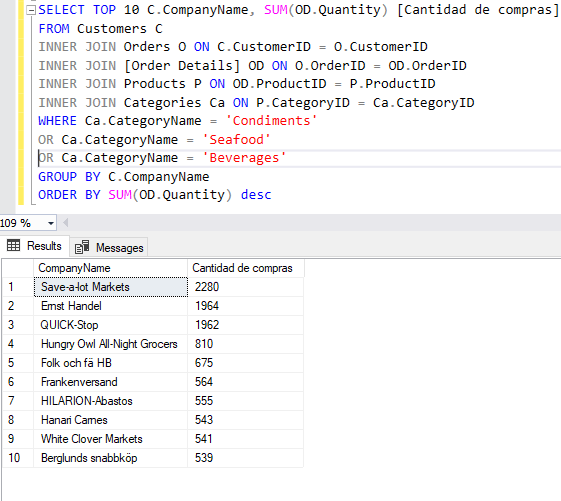 SELECT TOP 10 C.CompanyName, SUM(OD.Quantity) [Cantidad de compras]
FROM Customers C
INNER JOIN Orders O ON C.CustomerID = O.CustomerID
INNER JOIN [Order Details] OD ON O.OrderID = OD.OrderID
INNER JOIN Products P ON OD.ProductID = P.ProductID
INNER JOIN Categories Ca ON P.CategoryID = Ca.CategoryID
WHERE Ca.CategoryName = 'Condiments'
OR Ca.CategoryName = 'Seafood'
OR Ca.CategoryName = 'Beverages'
GROUP BY C.CompanyName
ORDER BY SUM(OD.Quantity) desc
109 %
Results Messages
CompanyName Cantidad de compras
1 Save-a-lot Markets 2280
2 Ernst Handel 1964
3 QUICK-Stop 1962
4 Hungry Owl All-Night Grocers 810
5 Folk och fä HB 675
6 Frankenversand 564
7 HILARION-Abastos 555
8 Hanari Carnes 543
9 White Clover Markets 541
10 Berglunds snabbköp 539